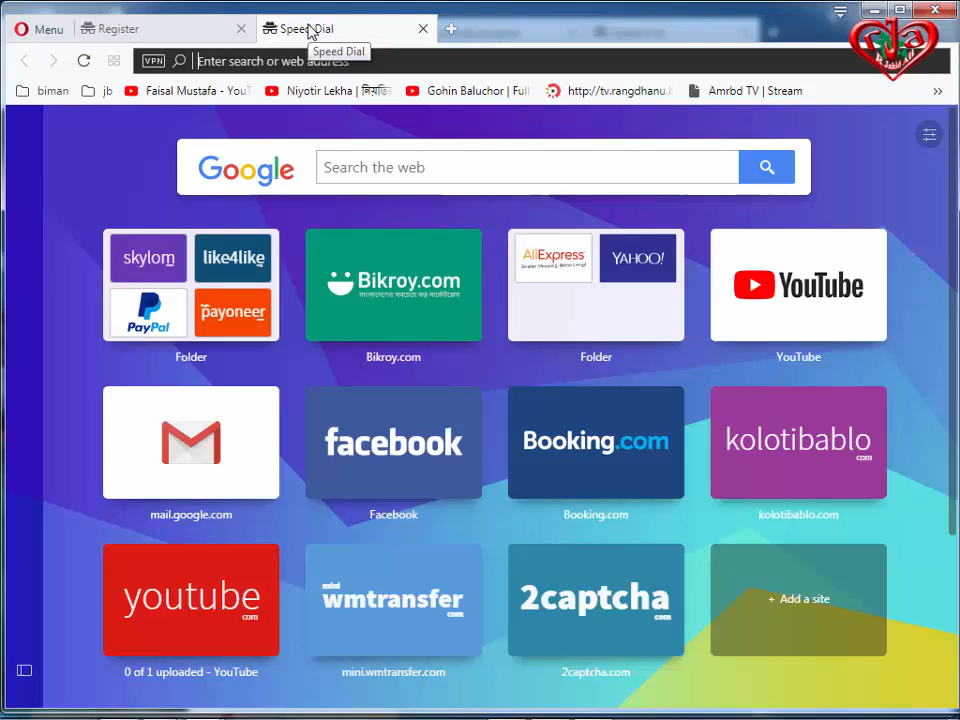 Menu
Register
Speed Dial
Speed Dial
VPN
Enter search or web address
biman
jb
Faisal Mustafa - You
Niyotir Lekha |
Gohin Baluchor | Full
http://tv.rangdhanu.l
Amrbd TV | Stream
»
Google
Search the web
skylom
like4like
PayPal
payoneer
Folder
Bikroy.com
Bikroy.com
AliExpress
YAHOO!
Folder
YouTube
YouTube
mail.google.com
facebook
Facebook
Booking.com
Booking.com
kolotibablo
com
kolotibablo.com
youtube
com
0 of 1 uploaded - YouTube
mini
wmtransfer
com
mini.wmtransfer.com
2captcha
com
2captcha.com
+ Add a site